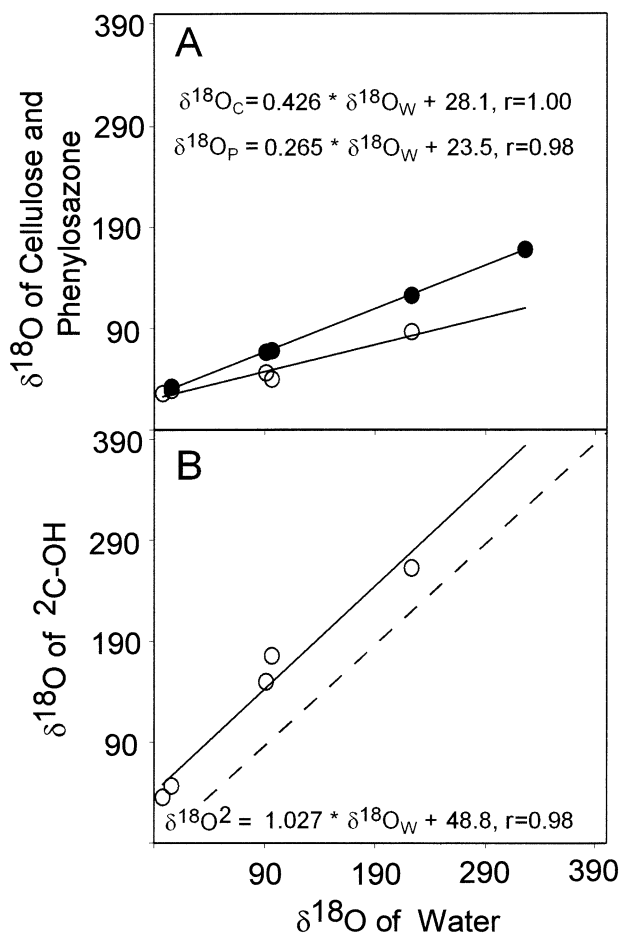 390
A
δ18OC=0.426 * δ18OW + 28.1, r=1.00
290
δ18OP = 0.265 * δ18OW + 23.5, r=0.98
190
90
δ18O of Cellulose and
Phenylosazone
390
B
290
190
90
δ18O of 2C-OH
δ18O2 = 1.027 * δ18OW + 48.8, r=0.98
90 190 290 390
δ18O of Water